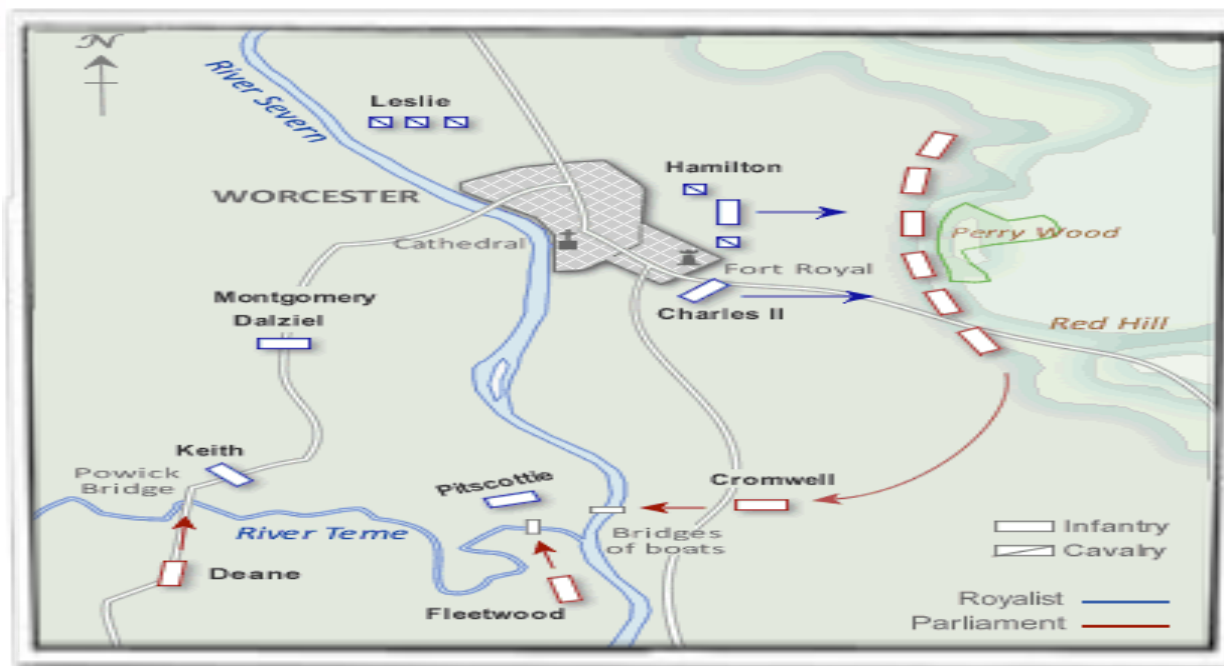 N
River Severn
Leslie
Hamilton
WORCESTER
Cathedral
Perry Wood
Fort Royal
Montgomery
Dalziel
Charles II
Red Hill
Keith
Powick
Bridge
Pitscottie
Cromwell
River Teme
Bridges
of boats
Infantry
Cavalry
Deane
Fleetwood
Royalist
Parliament